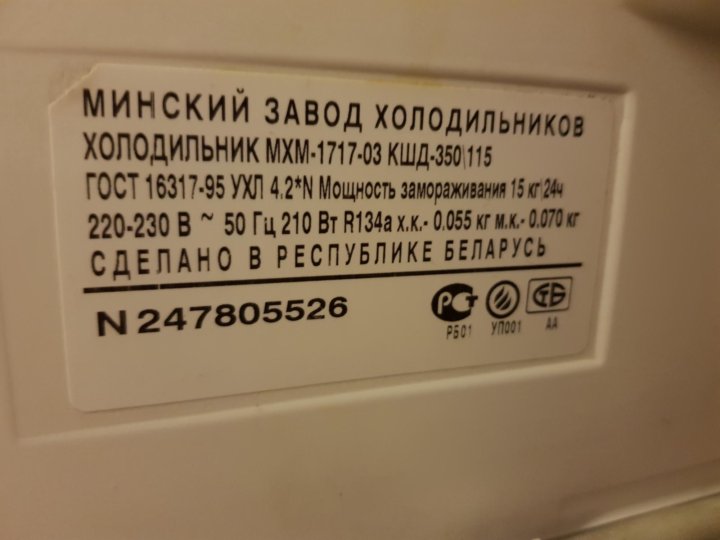 МИНСКИЙ ЗАВОД ХОЛОДИЛЬНИКОВ
ХОЛОДИЛЬНИК МХМ-1717-03 КШД-350\115
ГОСТ 16317-95 УХЛ 4.2*N Мощность замораживания 15 кг\24ч
220-230 В ~ 50 Гц 210 Вт R134a х.к.- 0.055 кг м.к.- 0.070 кг
СДЕЛАНО В РЕСПУБЛИКЕ БЕЛАРУСЬ
N 247805526
РСТ СТБ
РБ01 УП001 АА